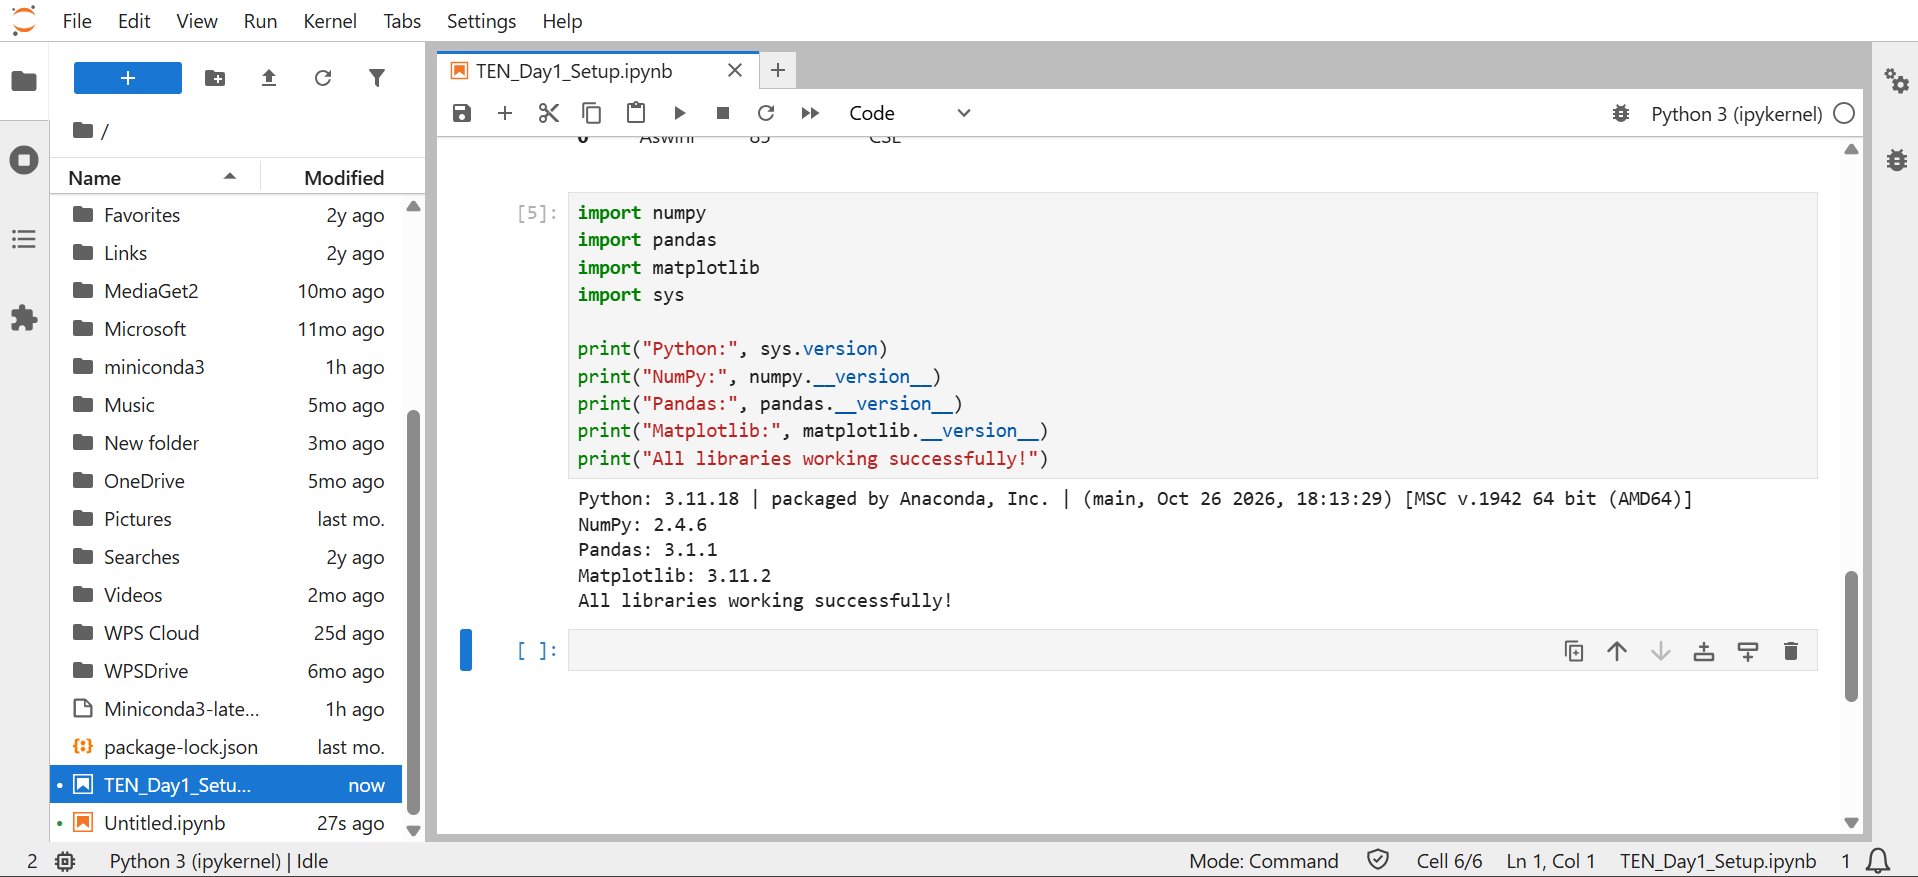 File Edit View Run Kernel Tabs Settings Help
TEN_Day1_Setup.ipynb
Code
Python 3 (ipykernel)
/
Name Modified
Favorites 2y ago
Links 2y ago
MediaGet2 10mo ago
Microsoft 11mo ago
miniconda3 1h ago
Music 5mo ago
New folder 3mo ago
OneDrive 5mo ago
Pictures last mo.
Searches 2y ago
Videos 2mo ago
WPS Cloud 25d ago
WPSDrive 6mo ago
Miniconda3-late... 1h ago
package-lock.json last mo.
TEN_Day1_Setu... now
Untitled.ipynb 27s ago
0 Aswini 85 CSE
[5]:
import numpy
import pandas
import matplotlib
import sys
print("Python:", sys.version)
print("NumPy:", numpy.__version__)
print("Pandas:", pandas.__version__)
print("Matplotlib:", matplotlib.__version__)
print("All libraries working successfully!")
Python: 3.11.18 | packaged by Anaconda, Inc. | (main, Oct 26 2026, 18:13:29) [MSC v.1942 64 bit (AMD64)]
NumPy: 2.4.6
Pandas: 3.1.1
Matplotlib: 3.11.2
All libraries working successfully!
[ ]:
2 Python 3 (ipykernel) | Idle Mode: Command Cell 6/6 Ln 1, Col 1 TEN_Day1_Setup.ipynb 1